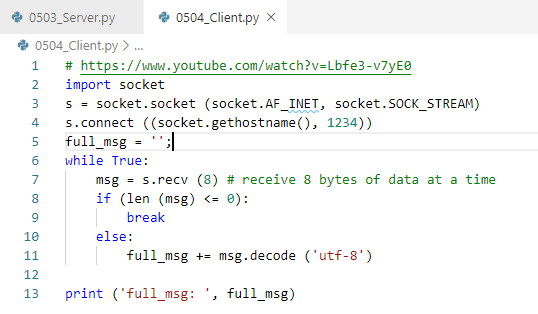 0503_Server.py 0504_Client.py ×
0504_Client.py > ...
1 # https://www.youtube.com/watch?v=Lbfe3-v7yE0
2 import socket
3 s = socket.socket (socket.AF_INET, socket.SOCK_STREAM)
4 s.connect ((socket.gethostname(), 1234))
5 full_msg = '';
6 while True:
7     msg = s.recv (8) # receive 8 bytes of data at a time
8     if (len (msg) <= 0):
9         break
10     else:
11         full_msg += msg.decode ('utf-8')
12
13 print ('full_msg: ', full_msg)